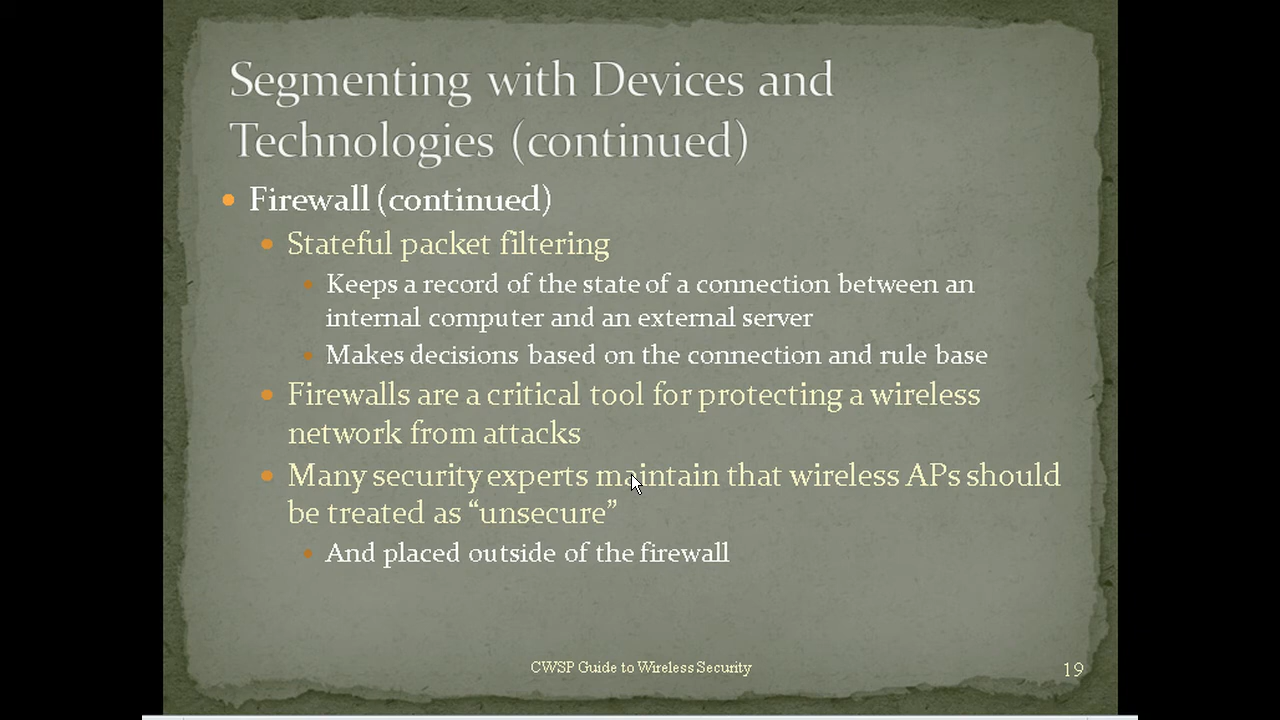 Segmenting with Devices and
Technologies (continued)
Firewall (continued)
Stateful packet filtering
Keeps a record of the state of a connection between an
internal computer and an external server
Makes decisions based on the connection and rule base
Firewalls are a critical tool for protecting a wireless
network from attacks
Many security experts maintain that wireless APs should
be treated as “unsecure”
And placed outside of the firewall
CWSP Guide to Wireless Security
19